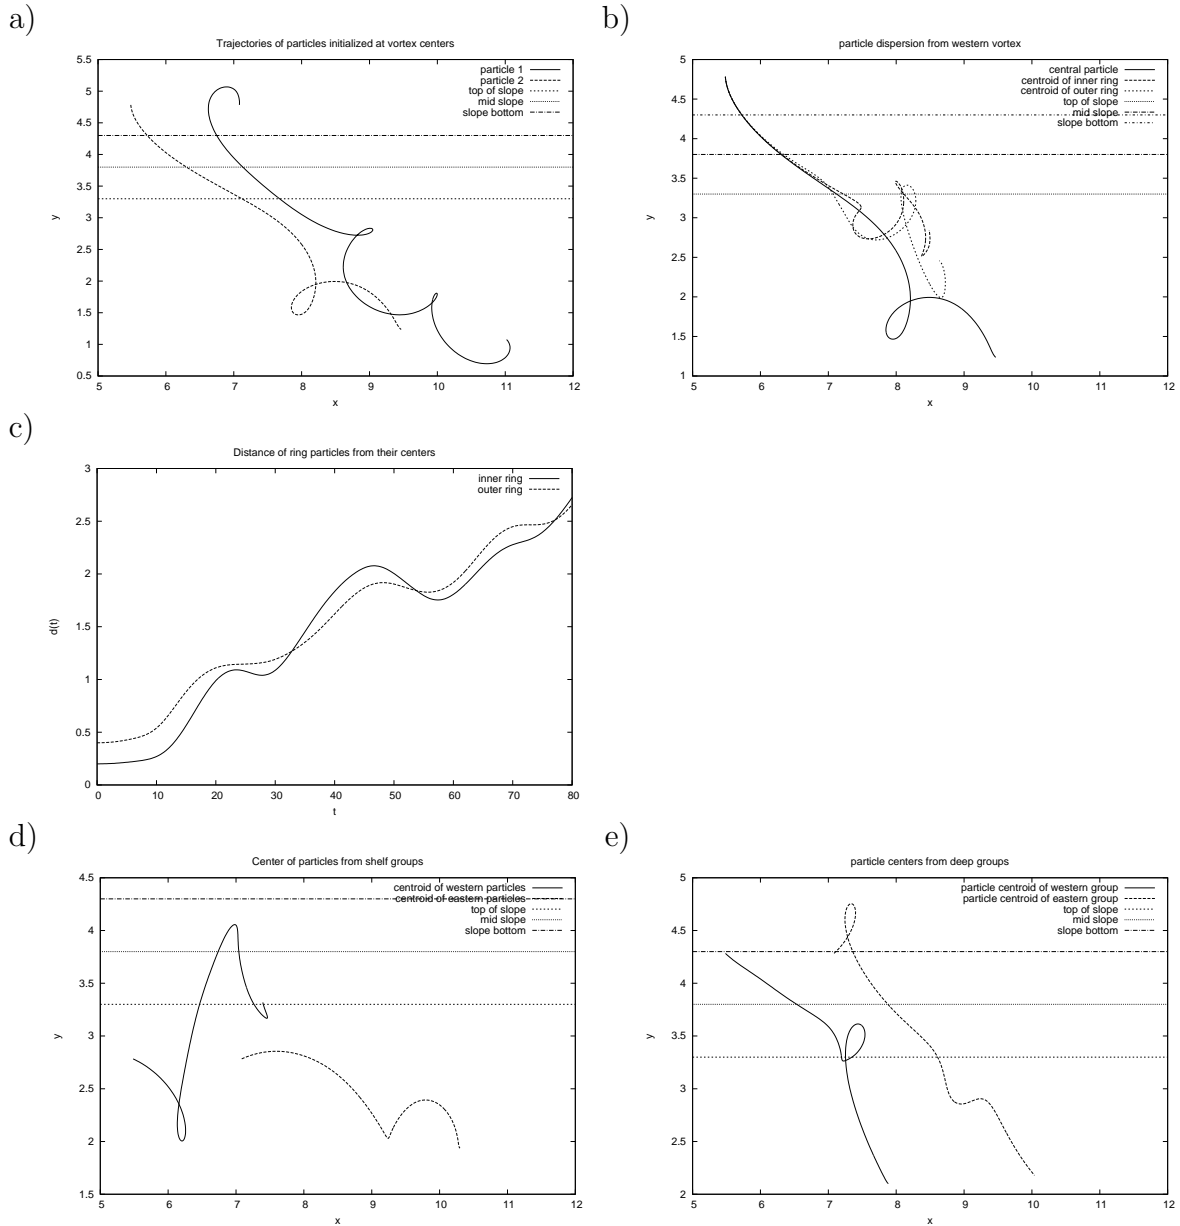 a)
Trajectories of particles initialized at vortex centers
particle 1
particle 2
top of slope
mid slope
slope bottom
5.5
5
4.5
4
3.5
3
2.5
2
1.5
1
0.5
y
5 6 7 8 9 10 11 12
x
b)
particle dispersion from western vortex
central particle
centroid of inner ring
centroid of outer ring
top of slope
mid slope
slope bottom
5
4.5
4
3.5
3
2.5
2
1.5
1
y
5 6 7 8 9 10 11 12
x
c)
Distance of ring particles from their centers
inner ring
outer ring
3
2.5
2
1.5
1
0.5
0
d(t)
0 10 20 30 40 50 60 70 80
t
d)
Center of particles from shelf groups
centroid of western particles
centroid of eastern particles
top of slope
mid slope
slope bottom
4.5
4
3.5
3
2.5
2
1.5
y
5 6 7 8 9 10 11 12
x
e)
particle centers from deep groups
particle centroid of western group
particle centroid of eastern group
top of slope
mid slope
slope bottom
5
4.5
4
3.5
3
2.5
2
y
5 6 7 8 9 10 11 12
x